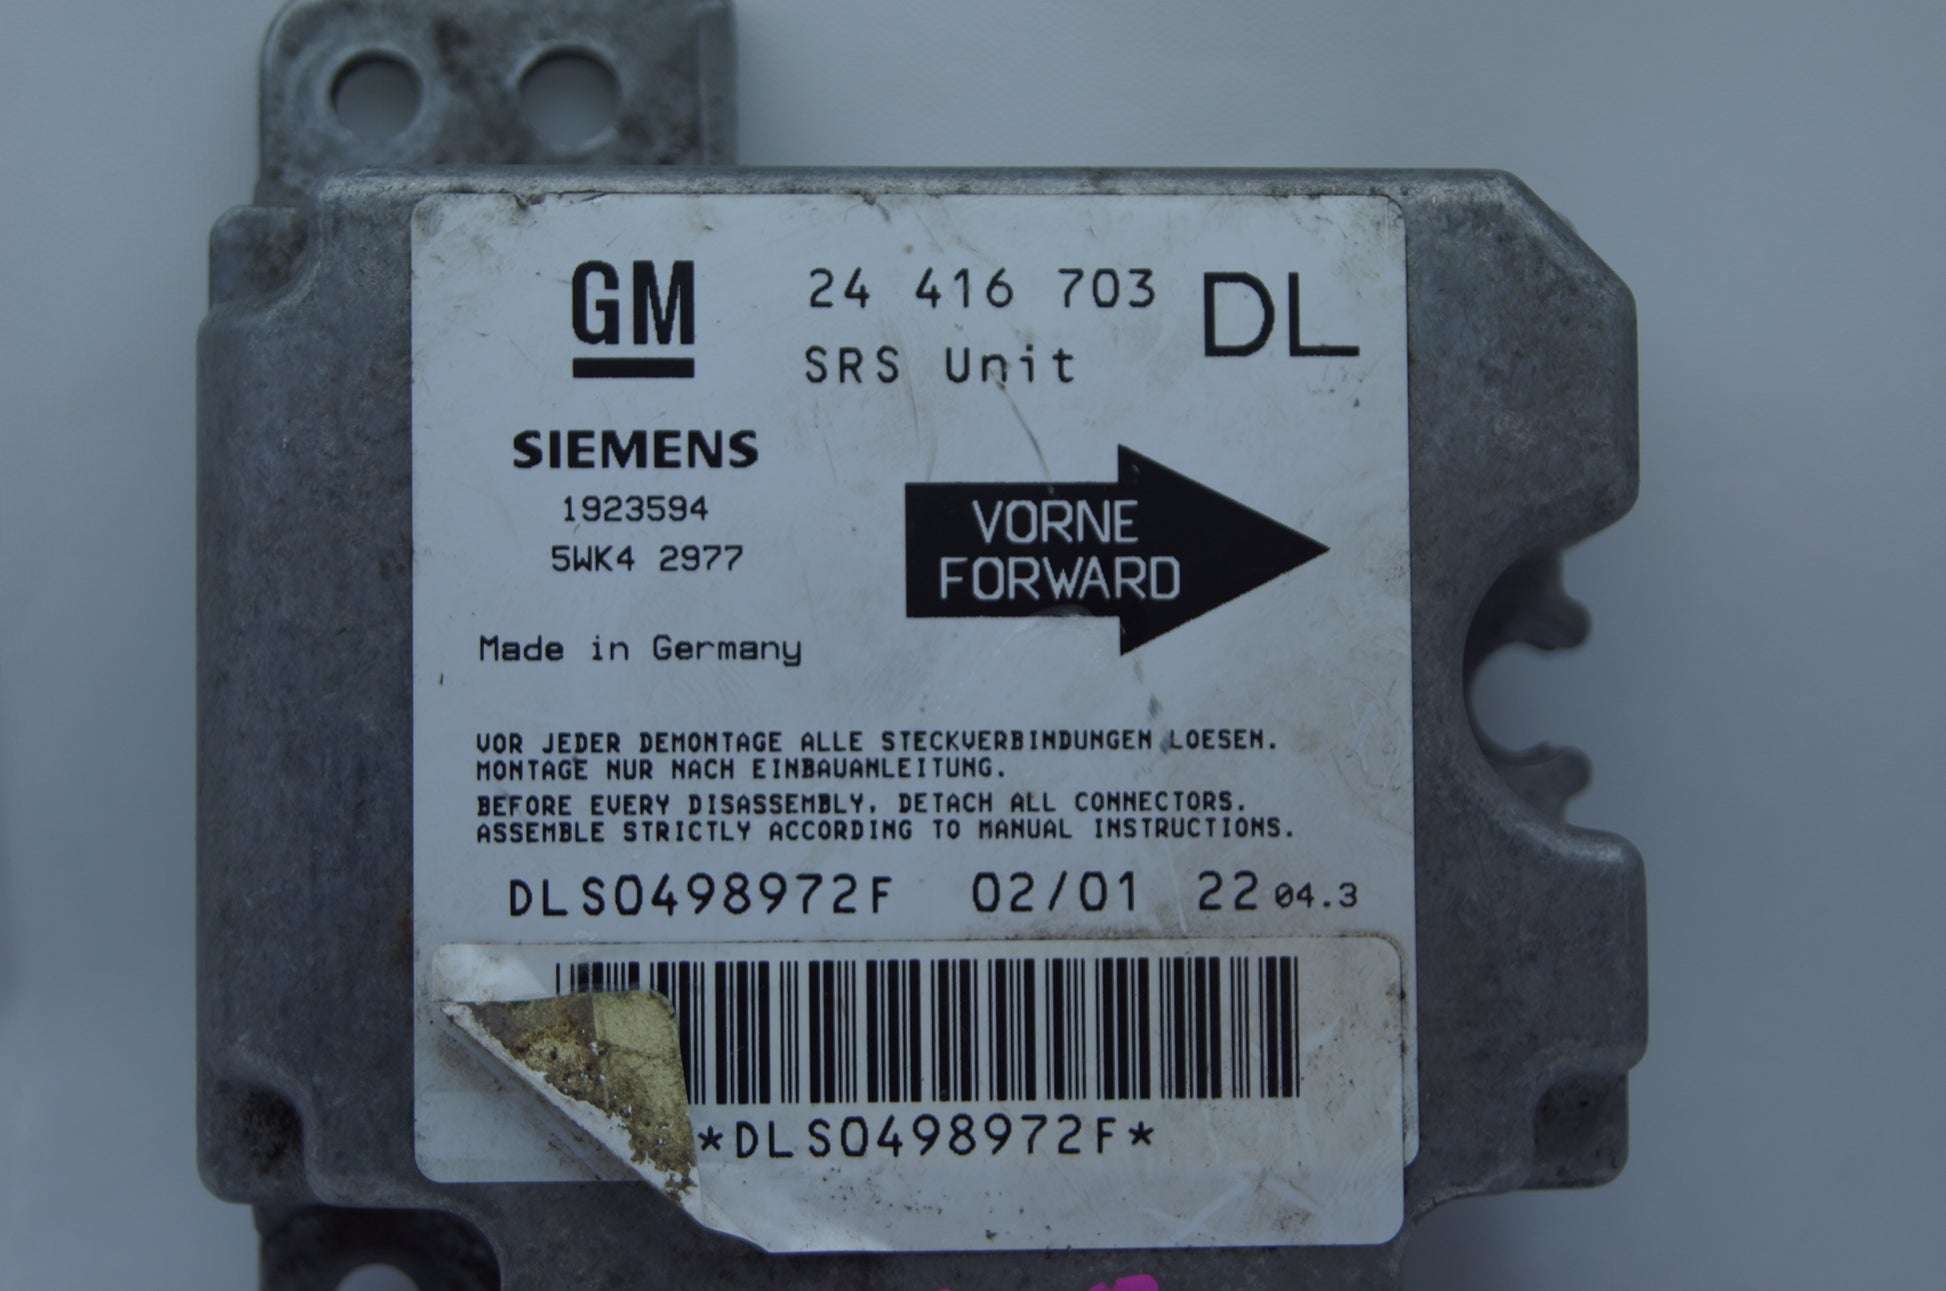 GM
24 416 703 DL
SRS Unit
SIEMENS
1923594
5WK4 2977
VORNE
FORWARD
Made in Germany
VOR JEDER DEMONTAGE ALLE STECKVERBINDUNGEN LOESEN.
MONTAGE NUR NACH EINBAUANLEITUNG.
BEFORE EVERY DISASSEMBLY, DETACH ALL CONNECTORS.
ASSEMBLE STRICTLY ACCORDING TO MANUAL INSTRUCTIONS.
DLS0498972F 02/01 22 04.3
*DLS0498972F*